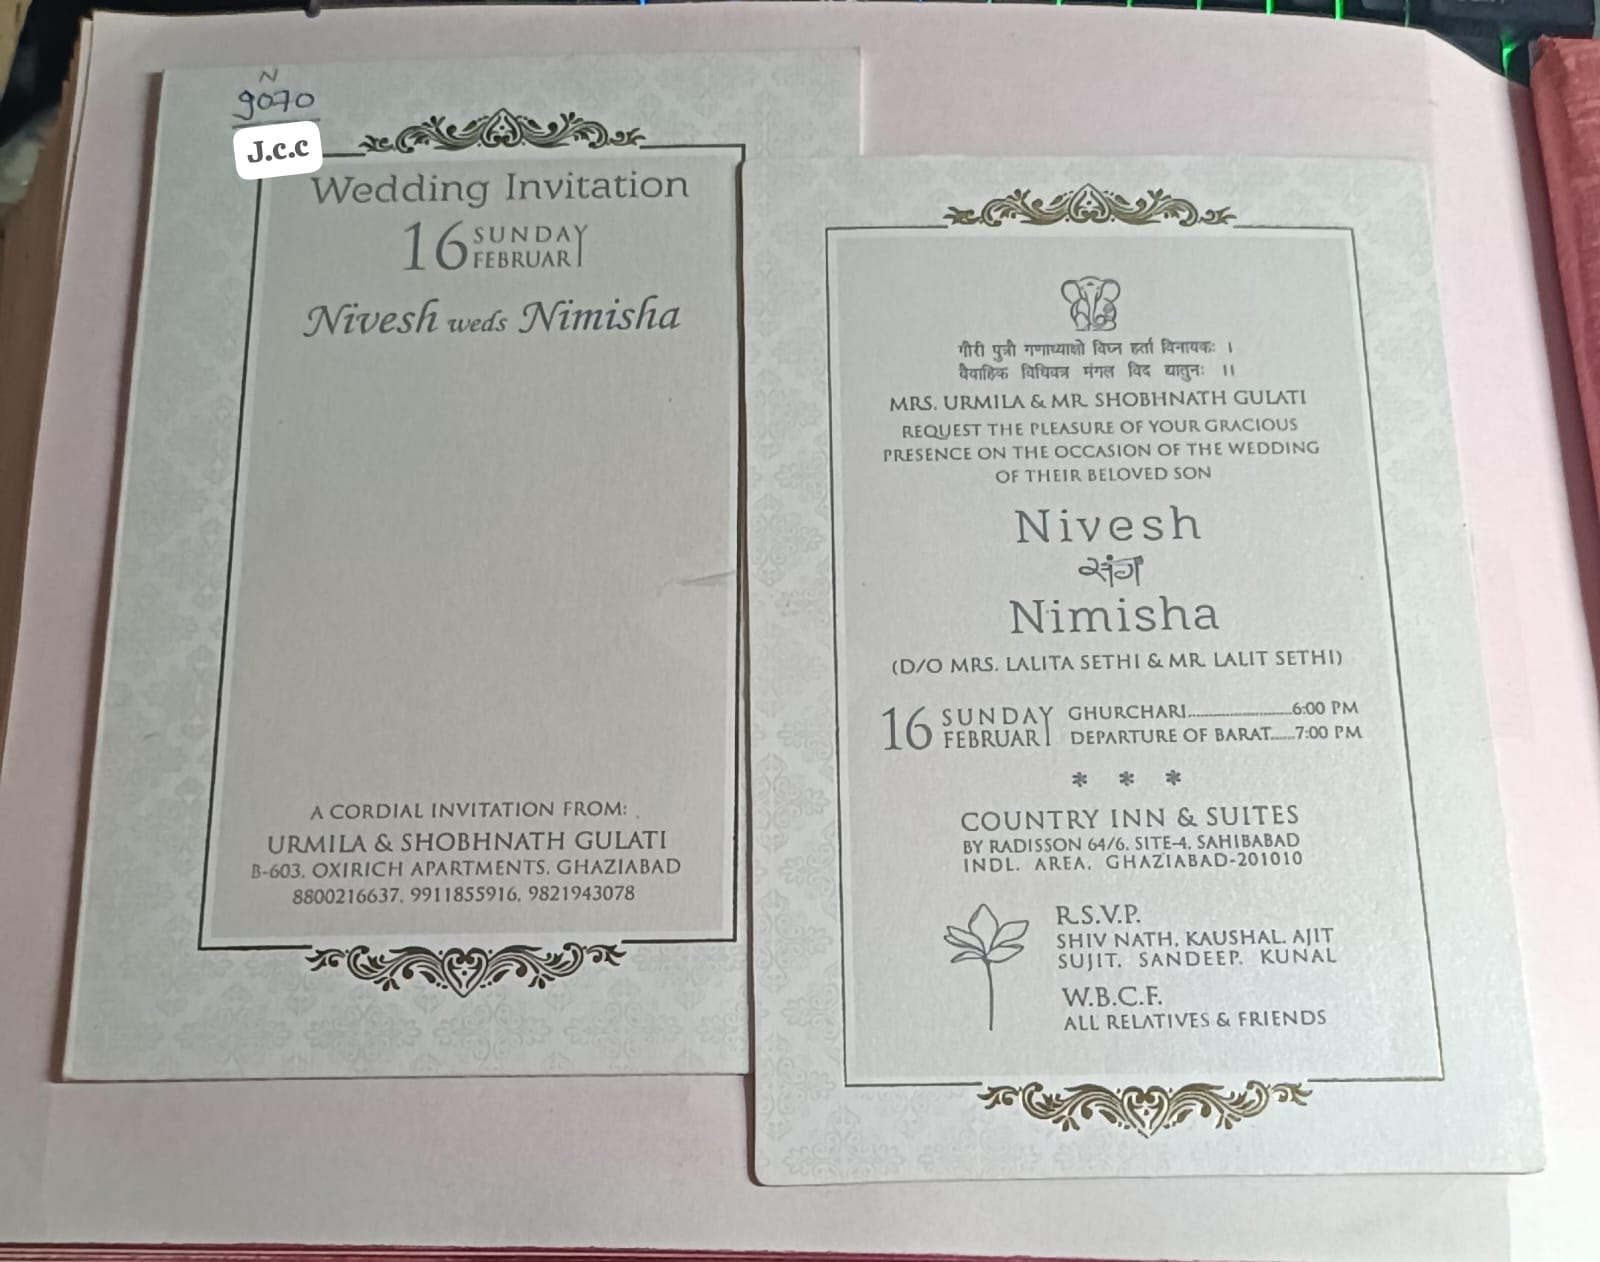 N
9070
J.c.c
Wedding Invitation
16 SUNDAY
FEBRUARY
Nivesh weds Nimisha
A CORDIAL INVITATION FROM:
URMILA & SHOBHNATH GULATI
B-603, OXIRICH APARTMENTS, GHAZIABAD
8800216637, 9911855916, 9821943078
गौरी पुत्री गणाध्याक्षो विघ्न हर्ता विनायकः ।
वैवाहिक विधियत्र मंगल विद द्यातुनः ।।
MRS. URMILA & MR. SHOBHNATH GULATI
REQUEST THE PLEASURE OF YOUR GRACIOUS
PRESENCE ON THE OCCASION OF THE WEDDING
OF THEIR BELOVED SON
Nivesh
संग
Nimisha
(D/O MRS. LALITA SETHI & MR. LALIT SETHI)
16 SUNDAY
FEBRUARY
GHURCHARI..............................6:00 PM
DEPARTURE OF BARAT......7:00 PM
* * *
COUNTRY INN & SUITES
BY RADISSON 64/6, SITE-4, SAHIBABAD
INDL. AREA, GHAZIABAD-201010
R.S.V.P.
SHIV NATH, KAUSHAL, AJIT
SUJIT, SANDEEP, KUNAL
W.B.C.F.
ALL RELATIVES & FRIENDS